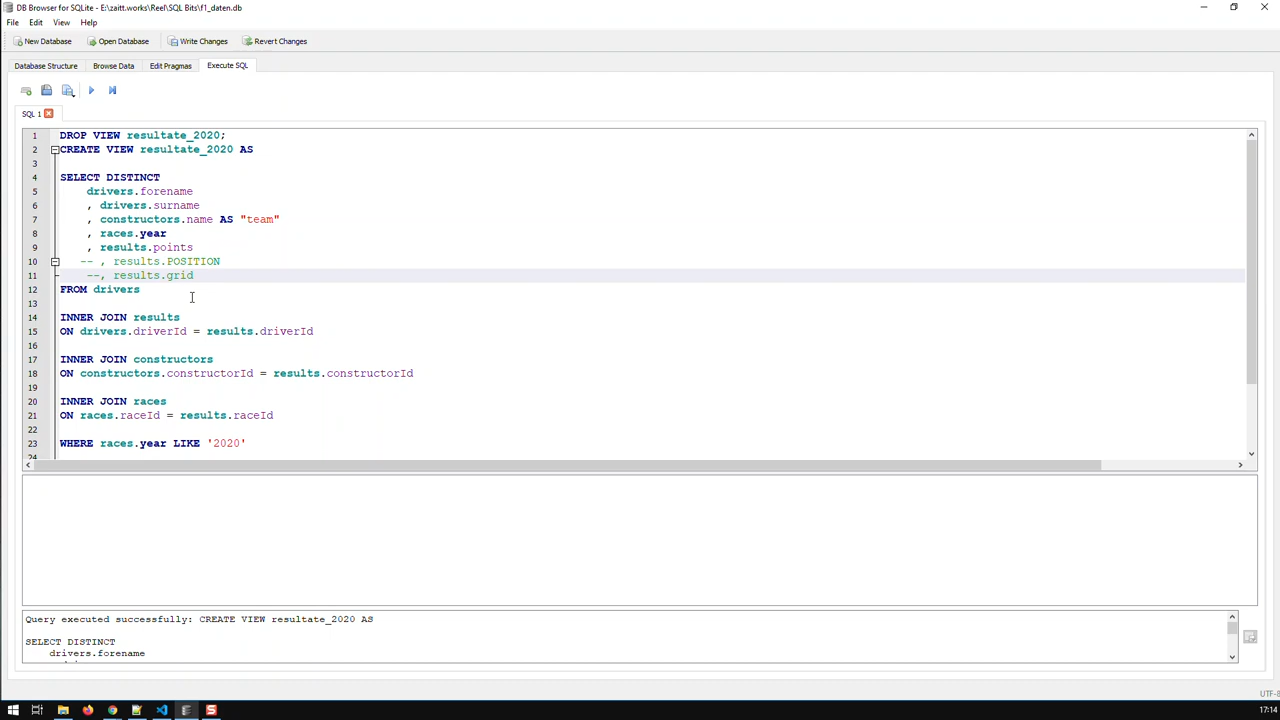 DB Browser for SQLite - E:\zaitt.works\Reel\SQL Bits\f1_daten.db
File Edit View Help
New Database Open Database Write Changes Revert Changes
Database Structure Browse Data Edit Pragmas Execute SQL
SQL 1
1 DROP VIEW resultate_2020;
2 CREATE VIEW resultate_2020 AS
3
4 SELECT DISTINCT
5 drivers.forename
6 , drivers.surname
7 , constructors.name AS "team"
8 , races.year
9 , results.points
10 -- , results.POSITION
11 --, results.grid
12 FROM drivers
13
14 INNER JOIN results
15 ON drivers.driverId = results.driverId
16
17 INNER JOIN constructors
18 ON constructors.constructorId = results.constructorId
19
20 INNER JOIN races
21 ON races.raceId = results.raceId
22
23 WHERE races.year LIKE '2020'
24
Query executed successfully: CREATE VIEW resultate_2020 AS
SELECT DISTINCT
drivers.forename
UTF-8
17:14